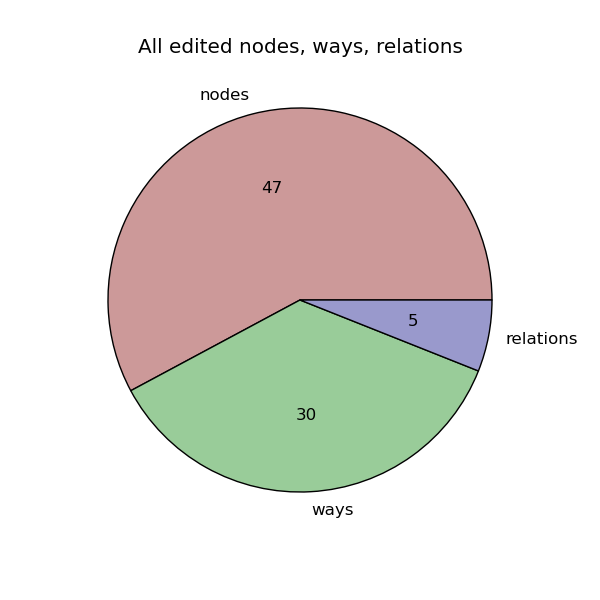 All edited nodes, ways, relations
nodes
47
5
relations
30
ways